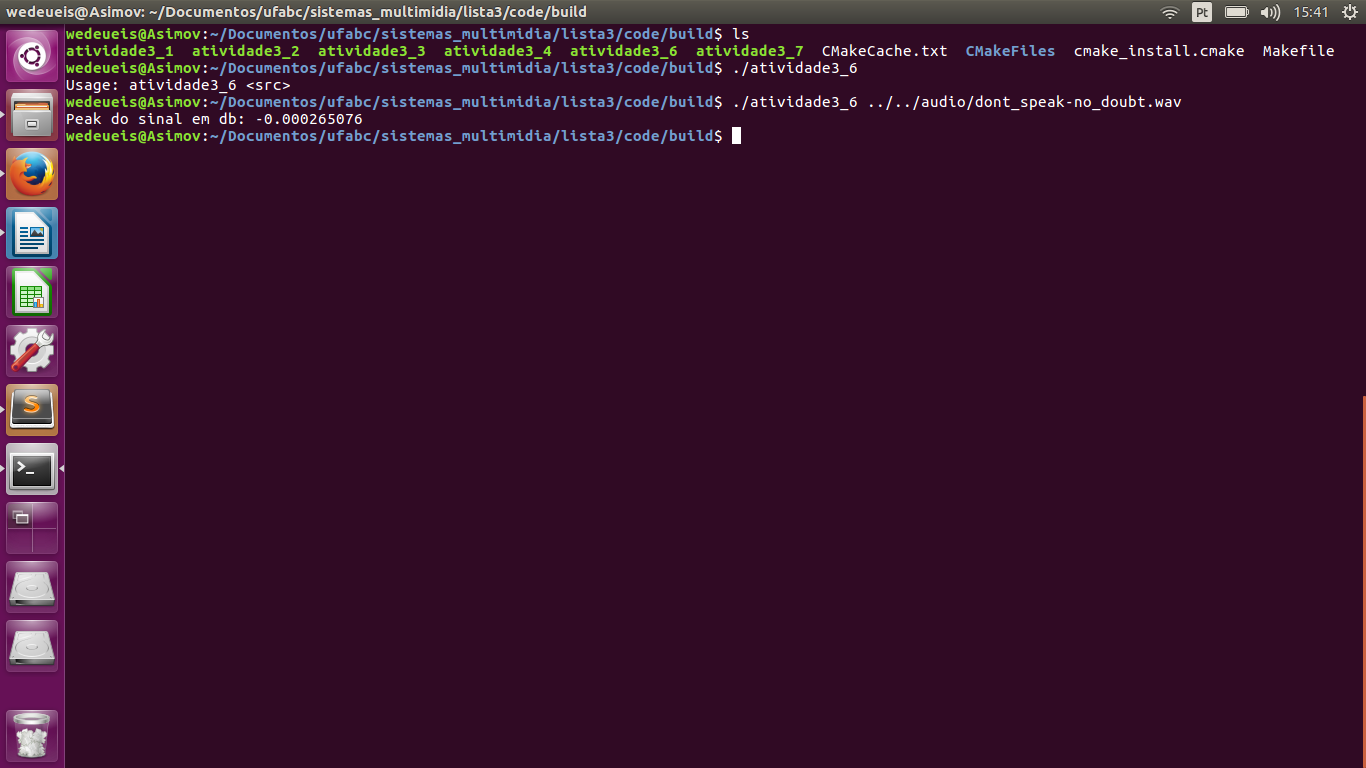 wedeueis@Asimov: ~/Documentos/ufabc/sistemas_multimidia/lista3/code/build
Pt
15:41
wedeueis@Asimov:~/Documentos/ufabc/sistemas_multimidia/lista3/code/build$ ls
atividade3_1  atividade3_2  atividade3_3  atividade3_4  atividade3_6  atividade3_7  CMakeCache.txt  CMakeFiles  cmake_install.cmake  Makefile
wedeueis@Asimov:~/Documentos/ufabc/sistemas_multimidia/lista3/code/build$ ./atividade3_6
Usage: atividade3_6 <src>
wedeueis@Asimov:~/Documentos/ufabc/sistemas_multimidia/lista3/code/build$ ./atividade3_6 ../../audio/dont_speak-no_doubt.wav
Peak do sinal em db: -0.000265076
wedeueis@Asimov:~/Documentos/ufabc/sistemas_multimidia/lista3/code/build$
S
>_